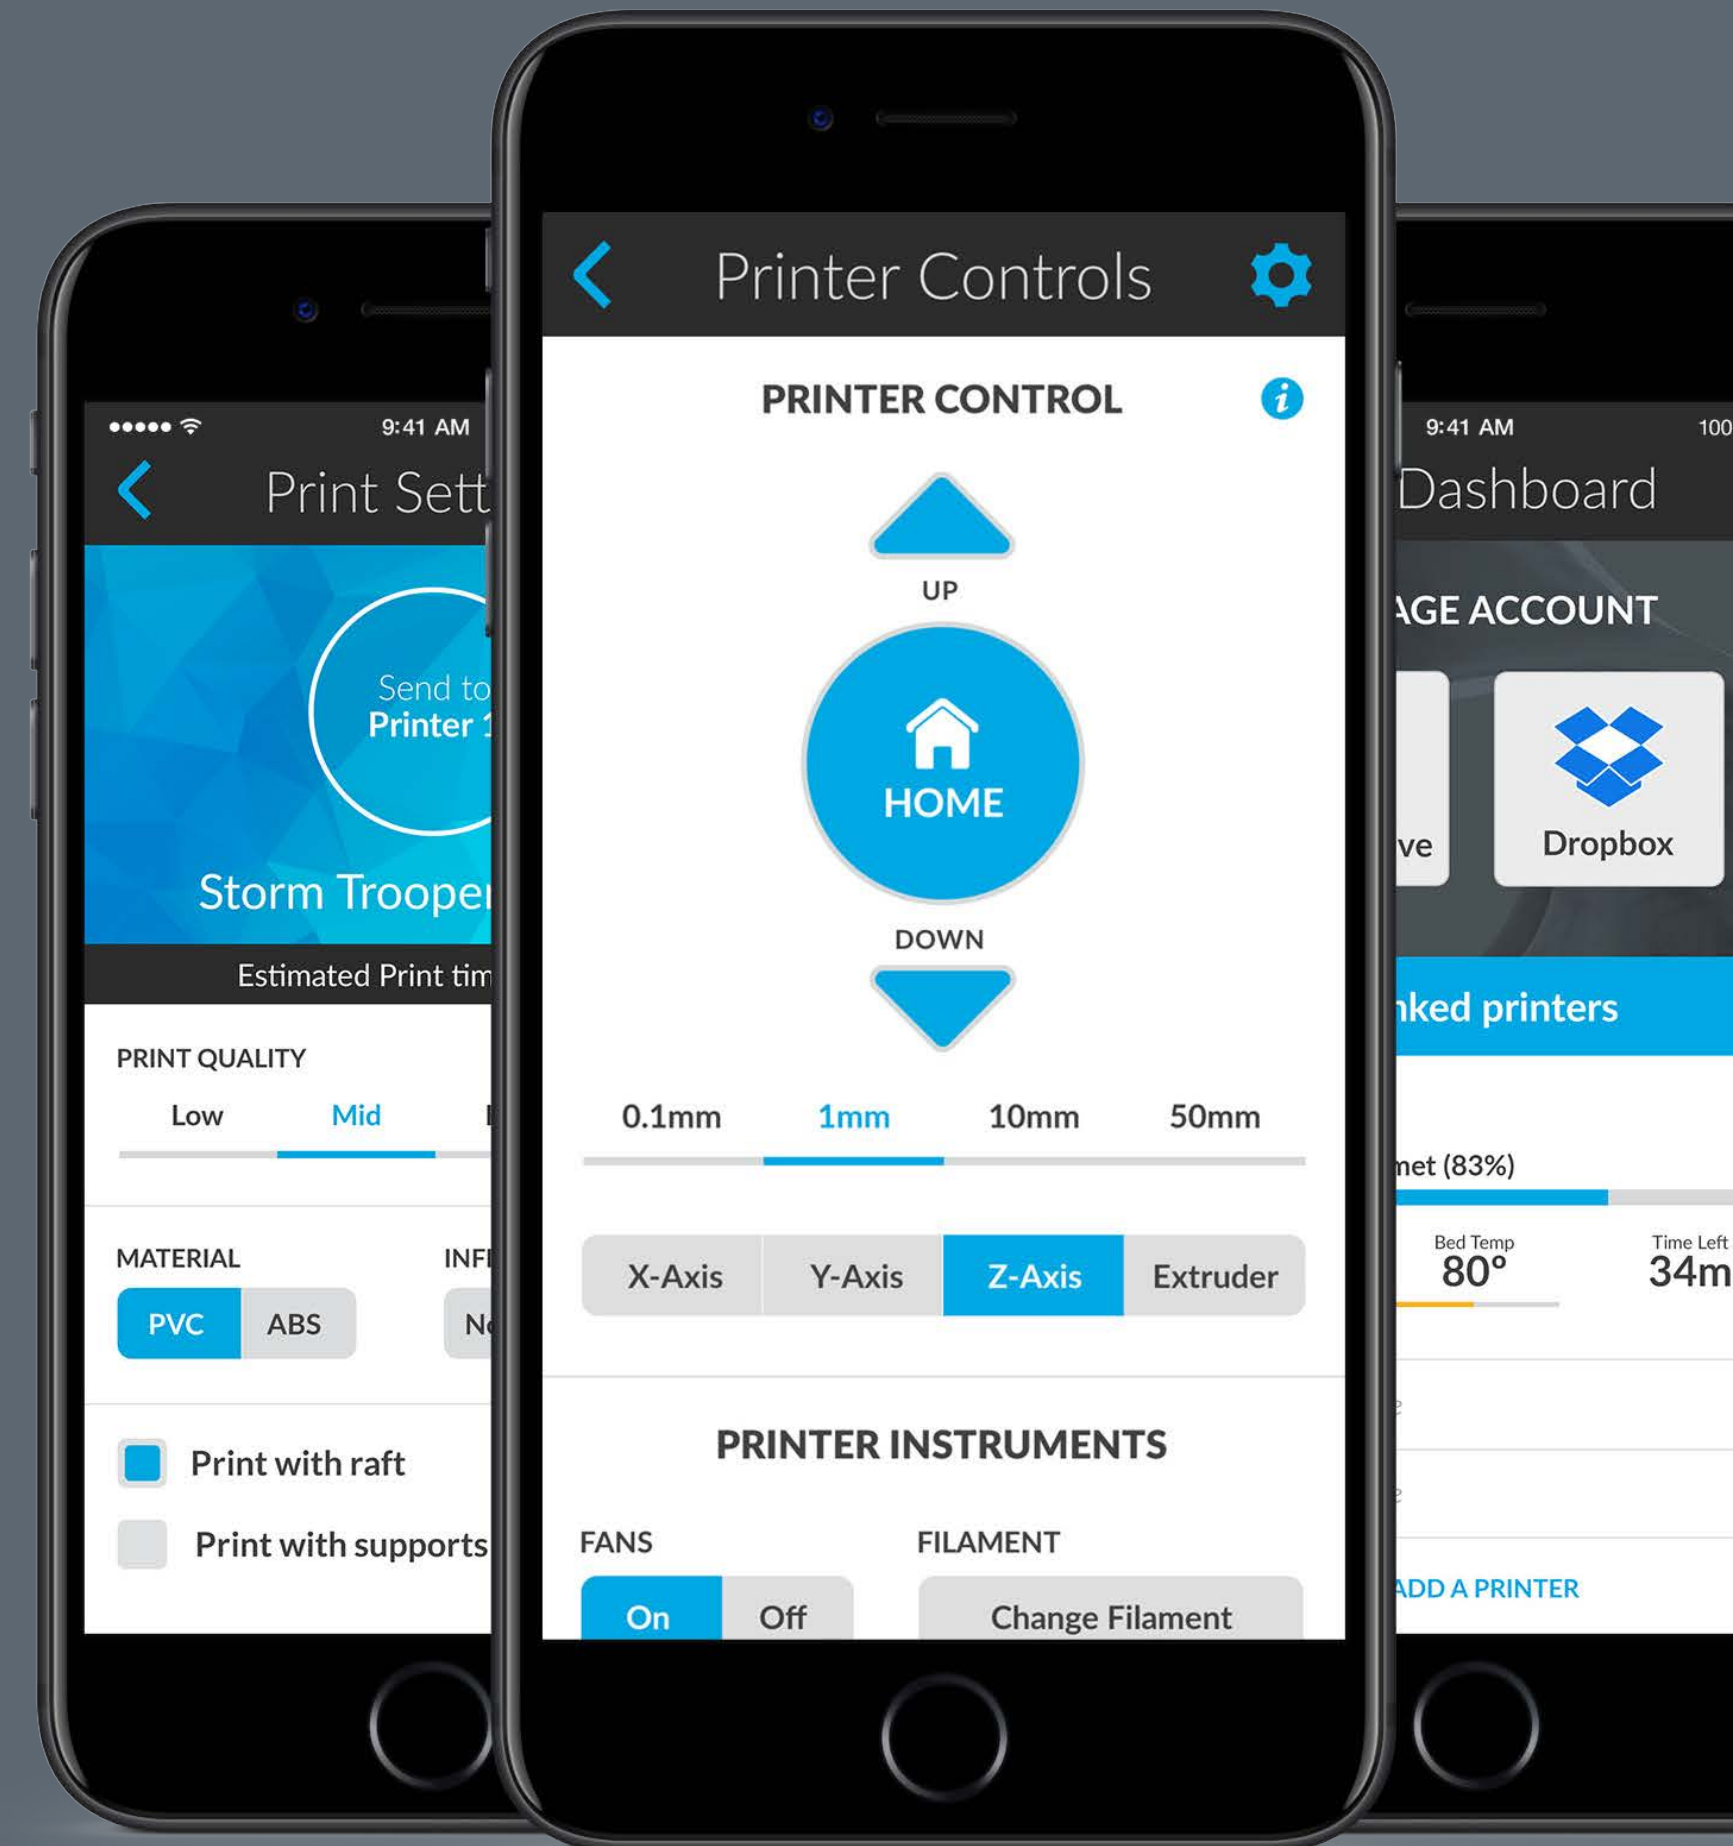 9:41 AM
Print Sett
Send to
Printer
Storm Trooper
Estimated Print tim
PRINT QUALITY
Low Mid
MATERIAL INF
PVC ABS
Print with raft
Print with supports
Printer Controls
PRINTER CONTROL
i
UP
HOME
DOWN
0.1mm 1mm 10mm 50mm
X-Axis Y-Axis Z-Axis Extruder
PRINTER INSTRUMENTS
FANS FILAMENT
On Off Change Filament
9:41 AM 100
Dashboard
AGE ACCOUNT
ve Dropbox
nked printers
met (83%)
Bed Temp Time Left
80° 34m
ADD A PRINTER